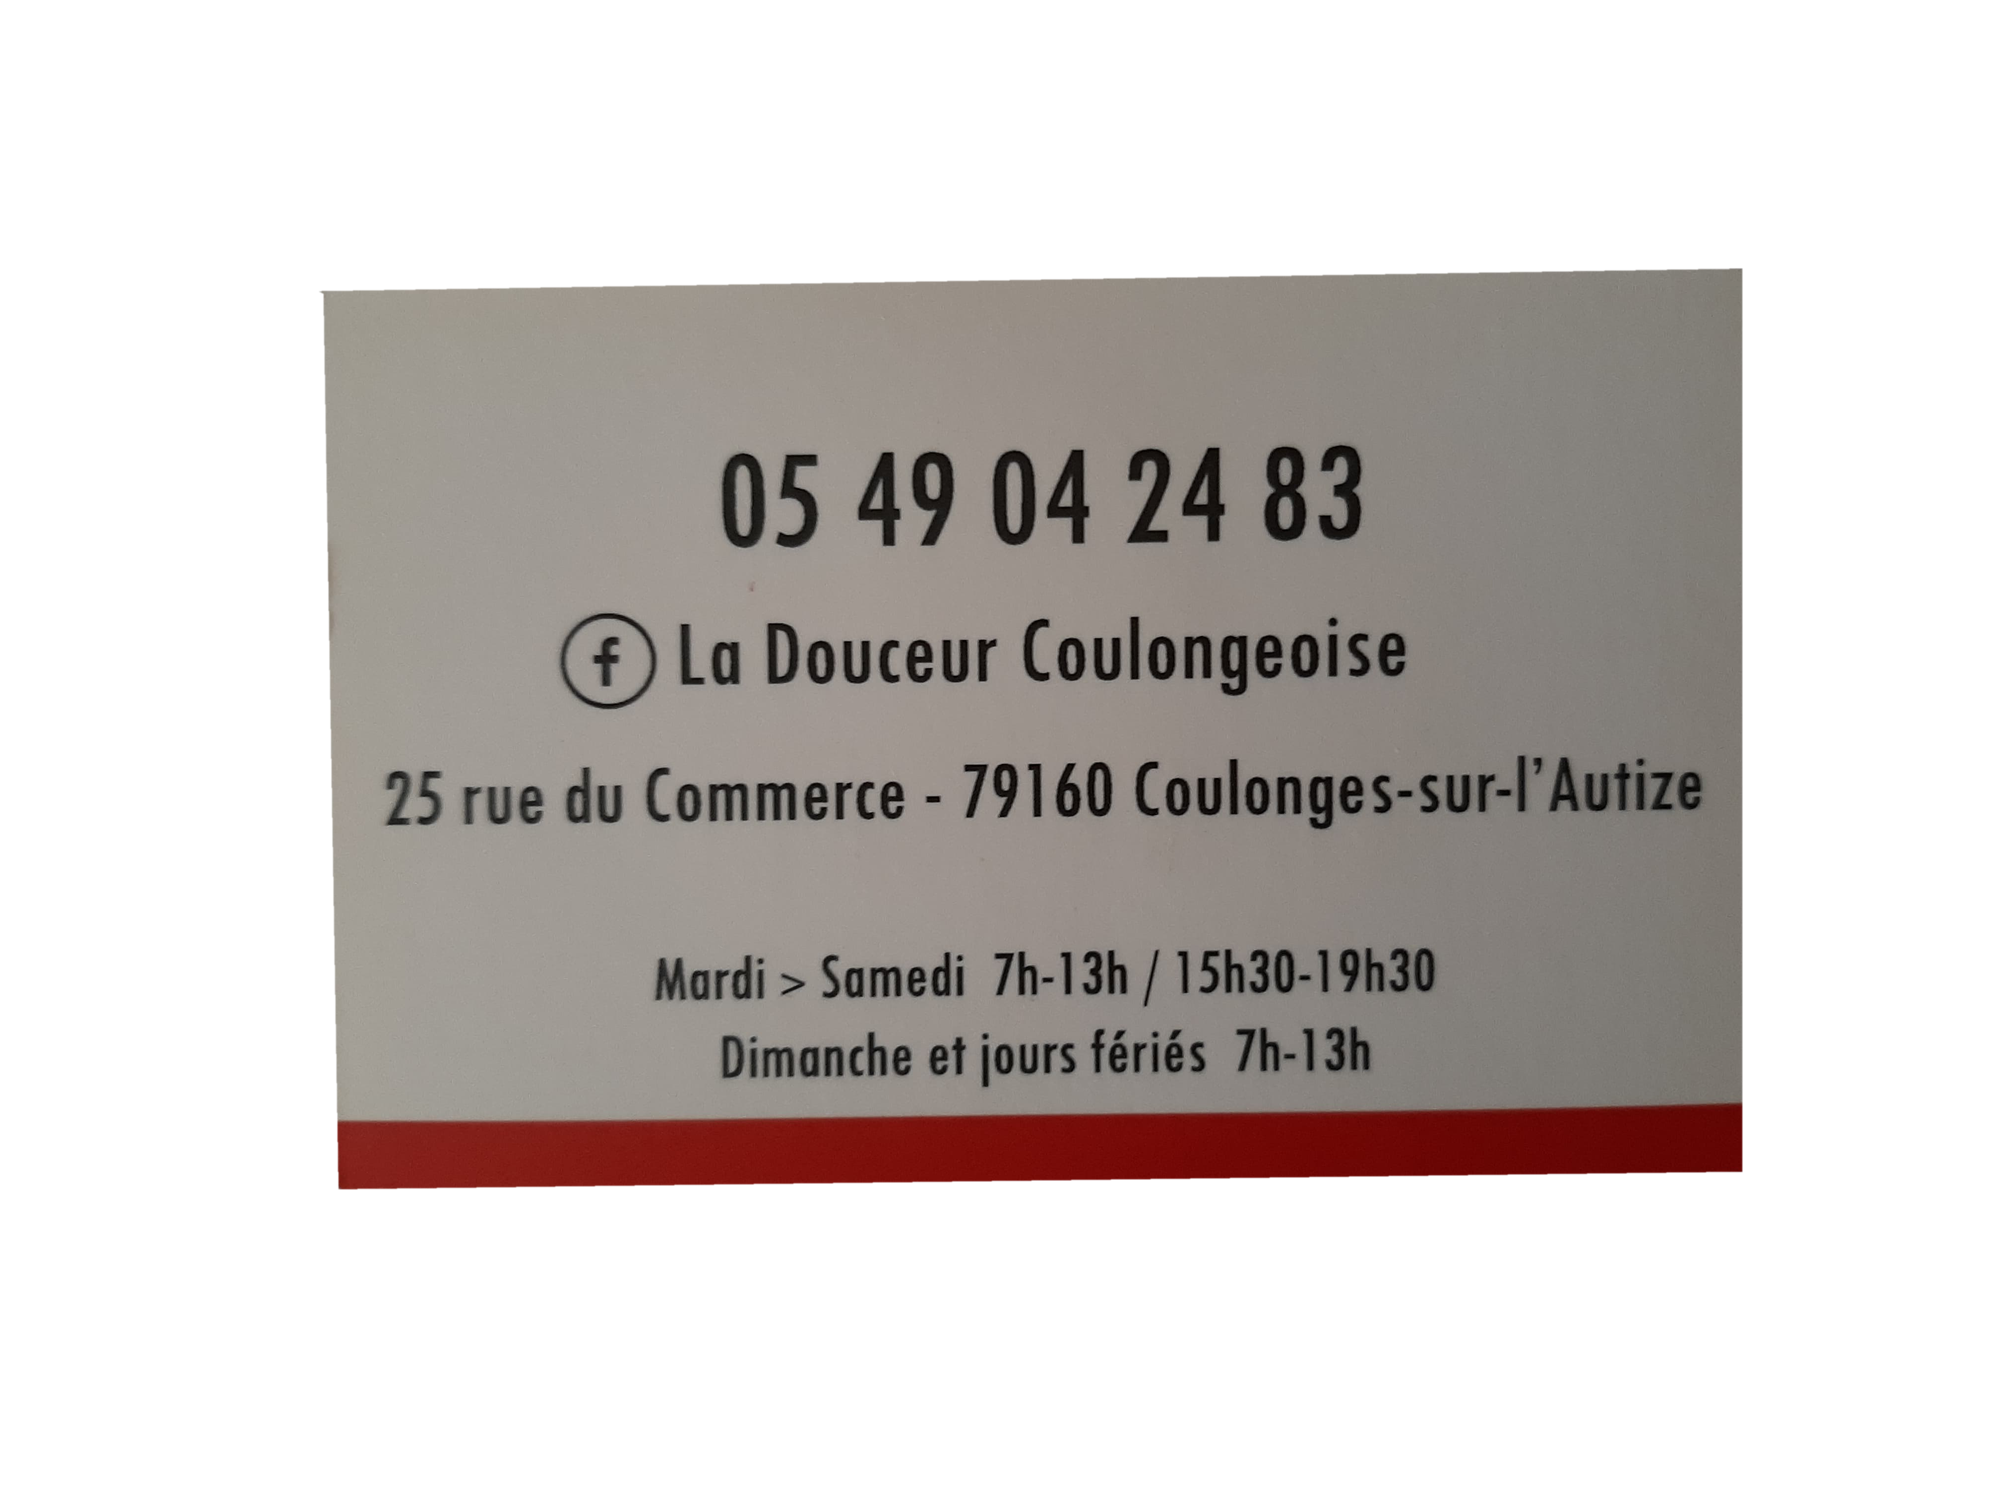 05 49 04 24 83
f La Douceur Coulongeoise
25 rue du Commerce - 79160 Coulonges-sur-l'Autize
Mardi > Samedi 7h-13h / 15h30-19h30
Dimanche et jours fériés 7h-13h